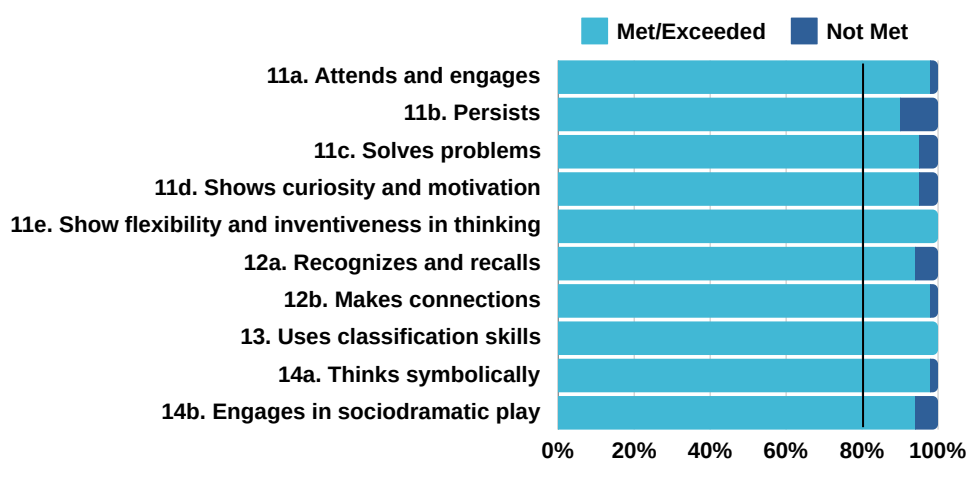 Met/Exceeded Not Met
11a. Attends and engages
11b. Persists
11c. Solves problems
11d. Shows curiosity and motivation
11e. Show flexibility and inventiveness in thinking
12a. Recognizes and recalls
12b. Makes connections
13. Uses classification skills
14a. Thinks symbolically
14b. Engages in sociodramatic play
0% 20% 40% 60% 80% 100%